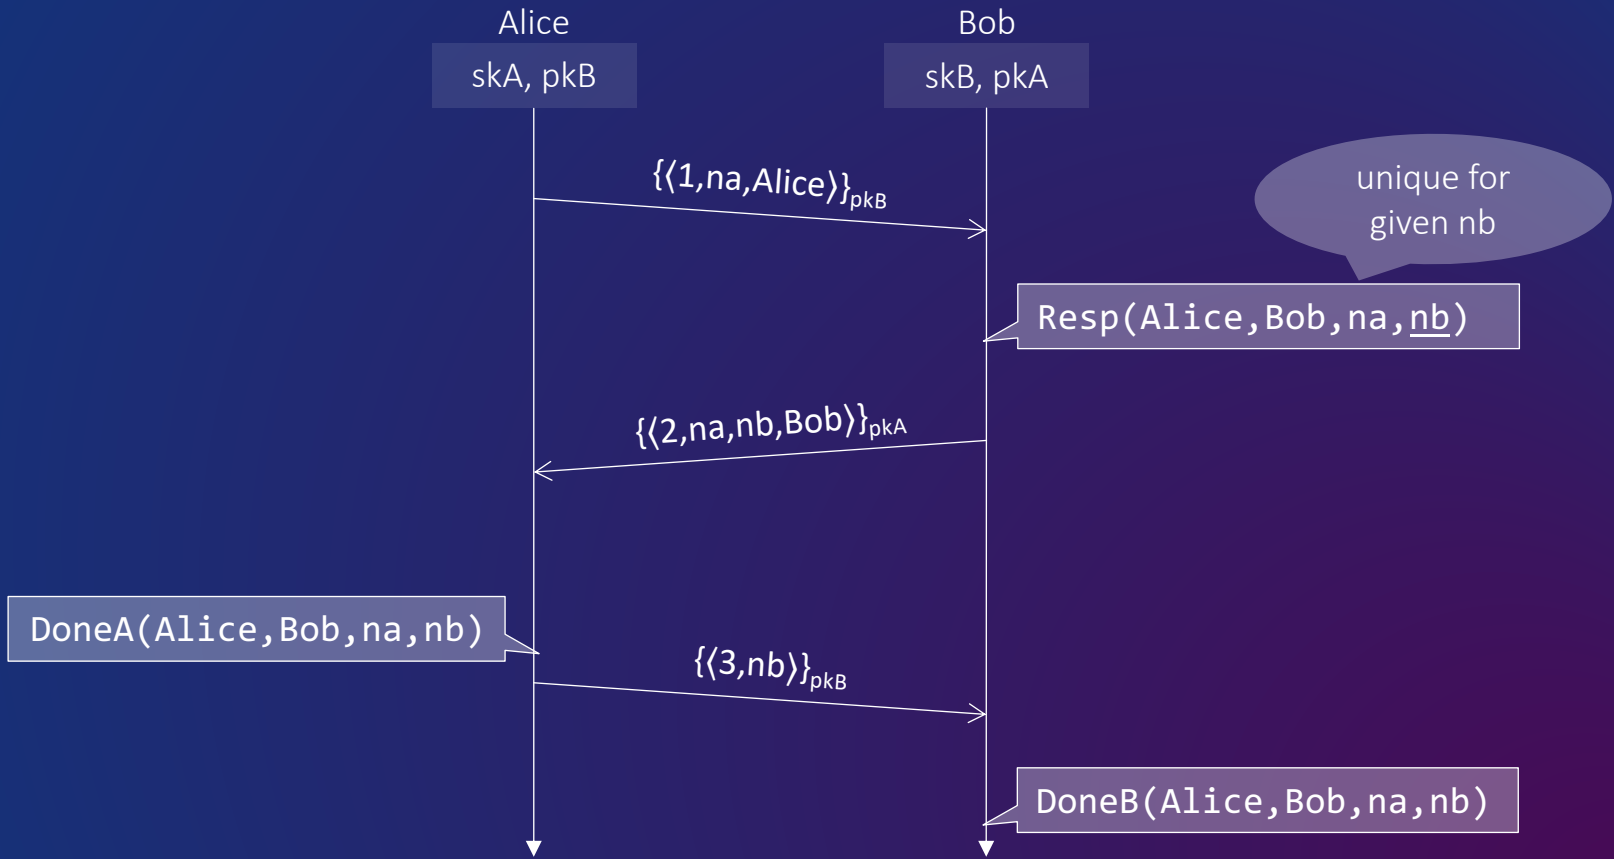 Alice
Bob
skA, pkB
skB, pkA
{⟨1,na,Alice⟩}pkB
unique for
given nb
Resp(Alice,Bob,na,nb)
{⟨2,na,nb,Bob⟩}pkA
DoneA(Alice,Bob,na,nb)
{⟨3,nb⟩}pkB
DoneB(Alice,Bob,na,nb)